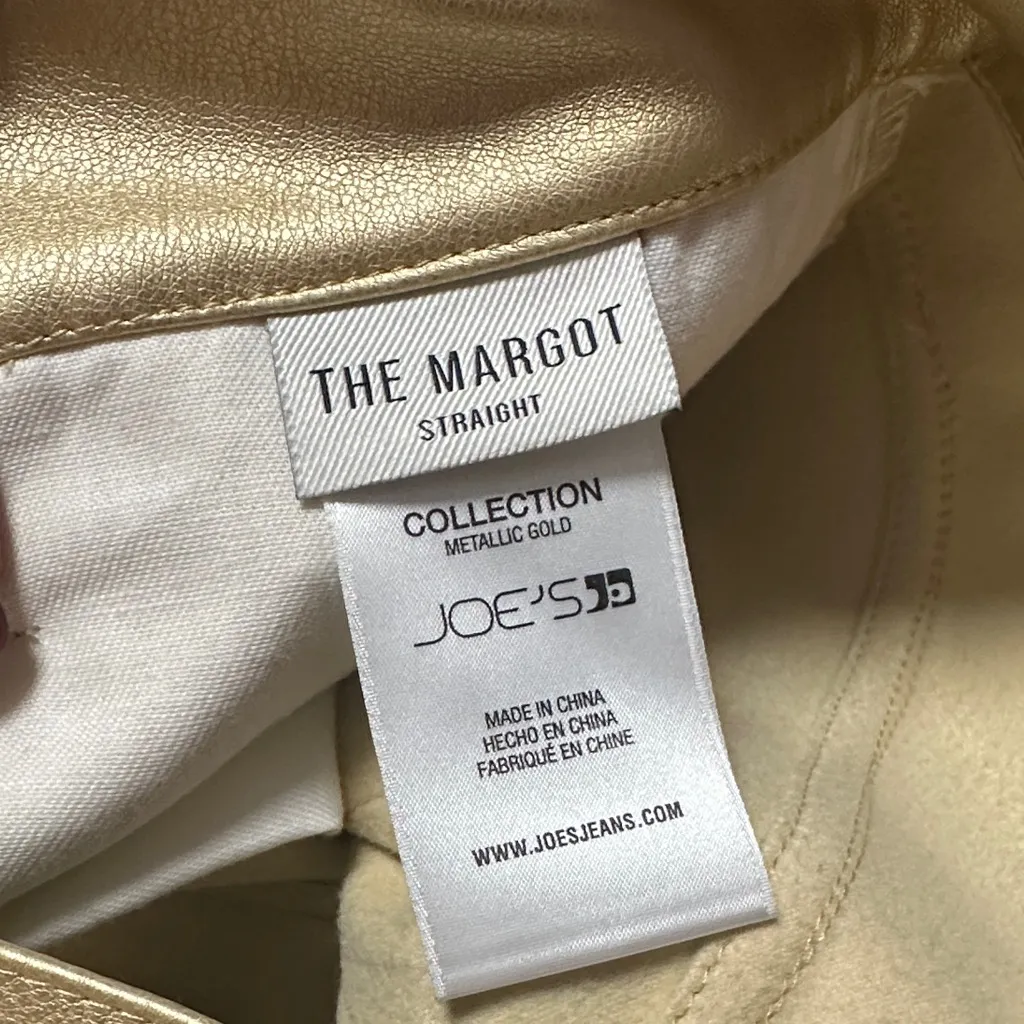 THE MARGOT
STRAIGHT
COLLECTION
METALLIC GOLD
JOE'S
MADE IN CHINA
HECHO EN CHINA
FABRIQUÉ EN CHINE
WWW.JOESJEANS.COM